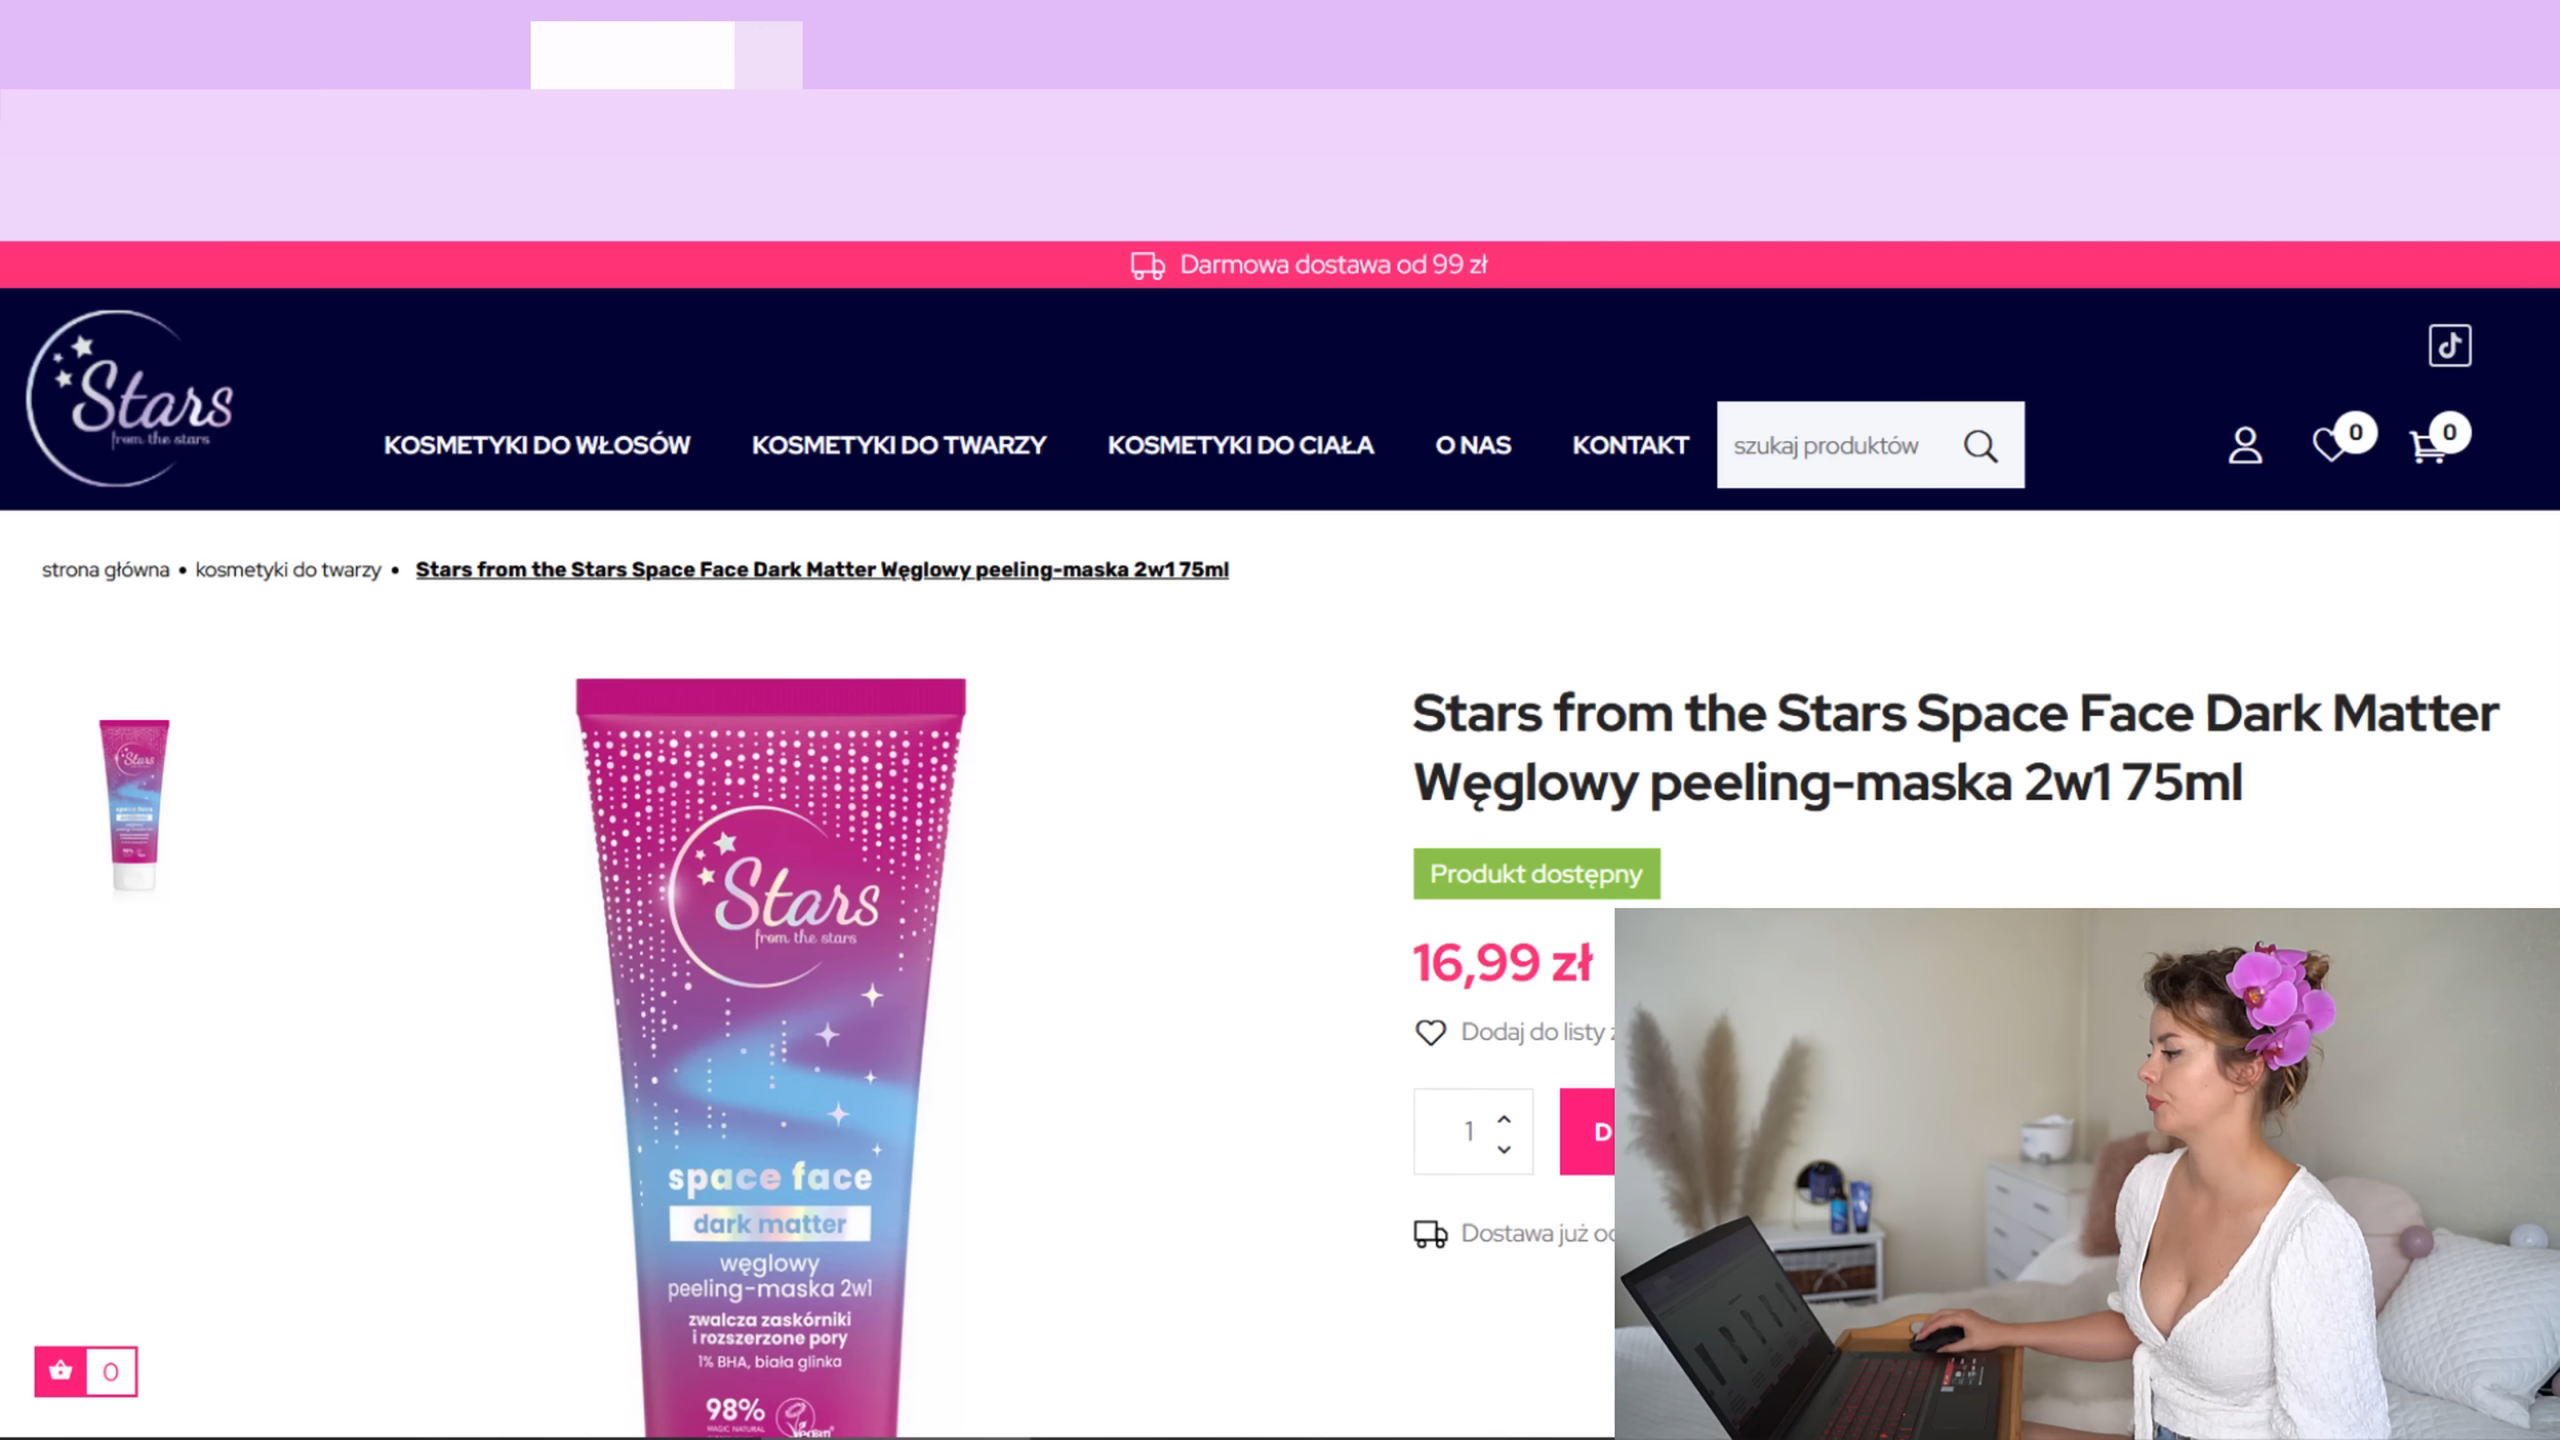 Darmowa dostawa od 99 zł
Stars
from the stars
KOSMETYKI DO WŁOSÓW
KOSMETYKI DO TWARZY
KOSMETYKI DO CIAŁA
O NAS
KONTAKT
szukaj produktów
0
0
strona główna • kosmetyki do twarzy • Stars from the Stars Space Face Dark Matter Węglowy peeling-maska 2w1 75ml
Stars from the Stars Space Face Dark Matter
Węglowy peeling-maska 2w1 75ml
Produkt dostępny
16,99 zł
Dodaj do listy
1
D
Dostawa już od
Stars
from the stars
space face
dark matter
węglowy
peeling-maska 2w1
zwalcza zaskórniki
i rozszerzone pory
1% BHA, biała glinka
98%
vegan
0